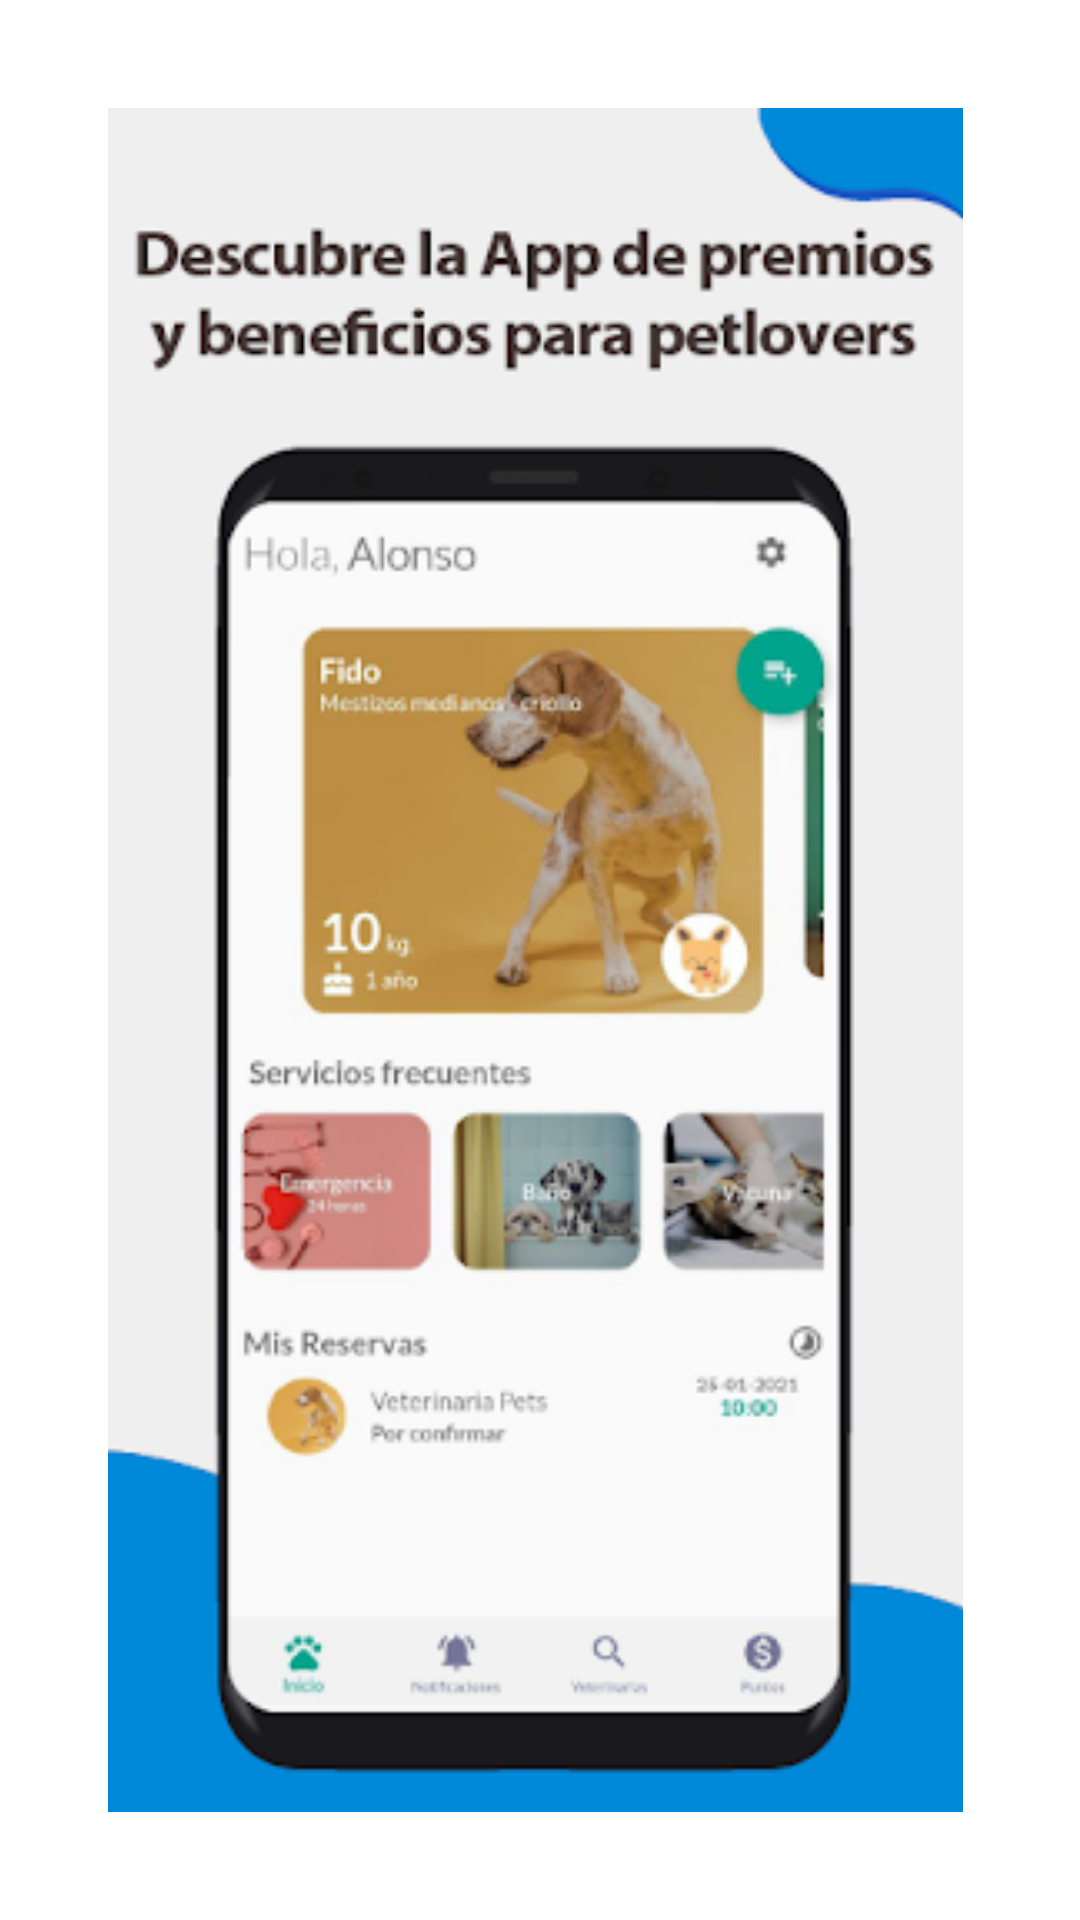 Descubre la App de premios
y beneficios para petlovers
Hola, Alonso
Fido
Mestizos medianos - criollo
10 kg.
1 año
Servicios frecuentes
Emergencia
24 horas
Baño
Vacuna
Mis Reservas
Veterinaria Pets
Por confirmar
25-01-2021
10:00
Inicio
Notificaciones
Veterinarias
Puntos